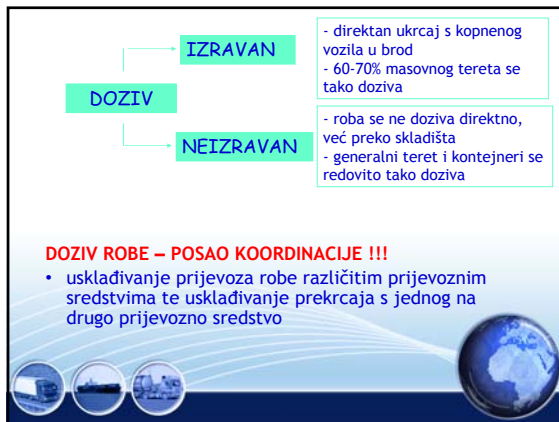 IZRAVAN
- direktan ukrcaj s kopnenog
vozila u brod
- 60-70% masovnog tereta se
tako doziva
DOZIV
NEIZRAVAN
- roba se ne doziva direktno,
već preko skladišta
- generalni teret i kontejneri se
redovito tako doziva
DOZIV ROBE – POSAO KOORDINACIJE !!!
• usklađivanje prijevoza robe različitim prijevoznim
sredstvima te usklađivanje prekrcaja s jednog na
drugo prijevozno sredstvo